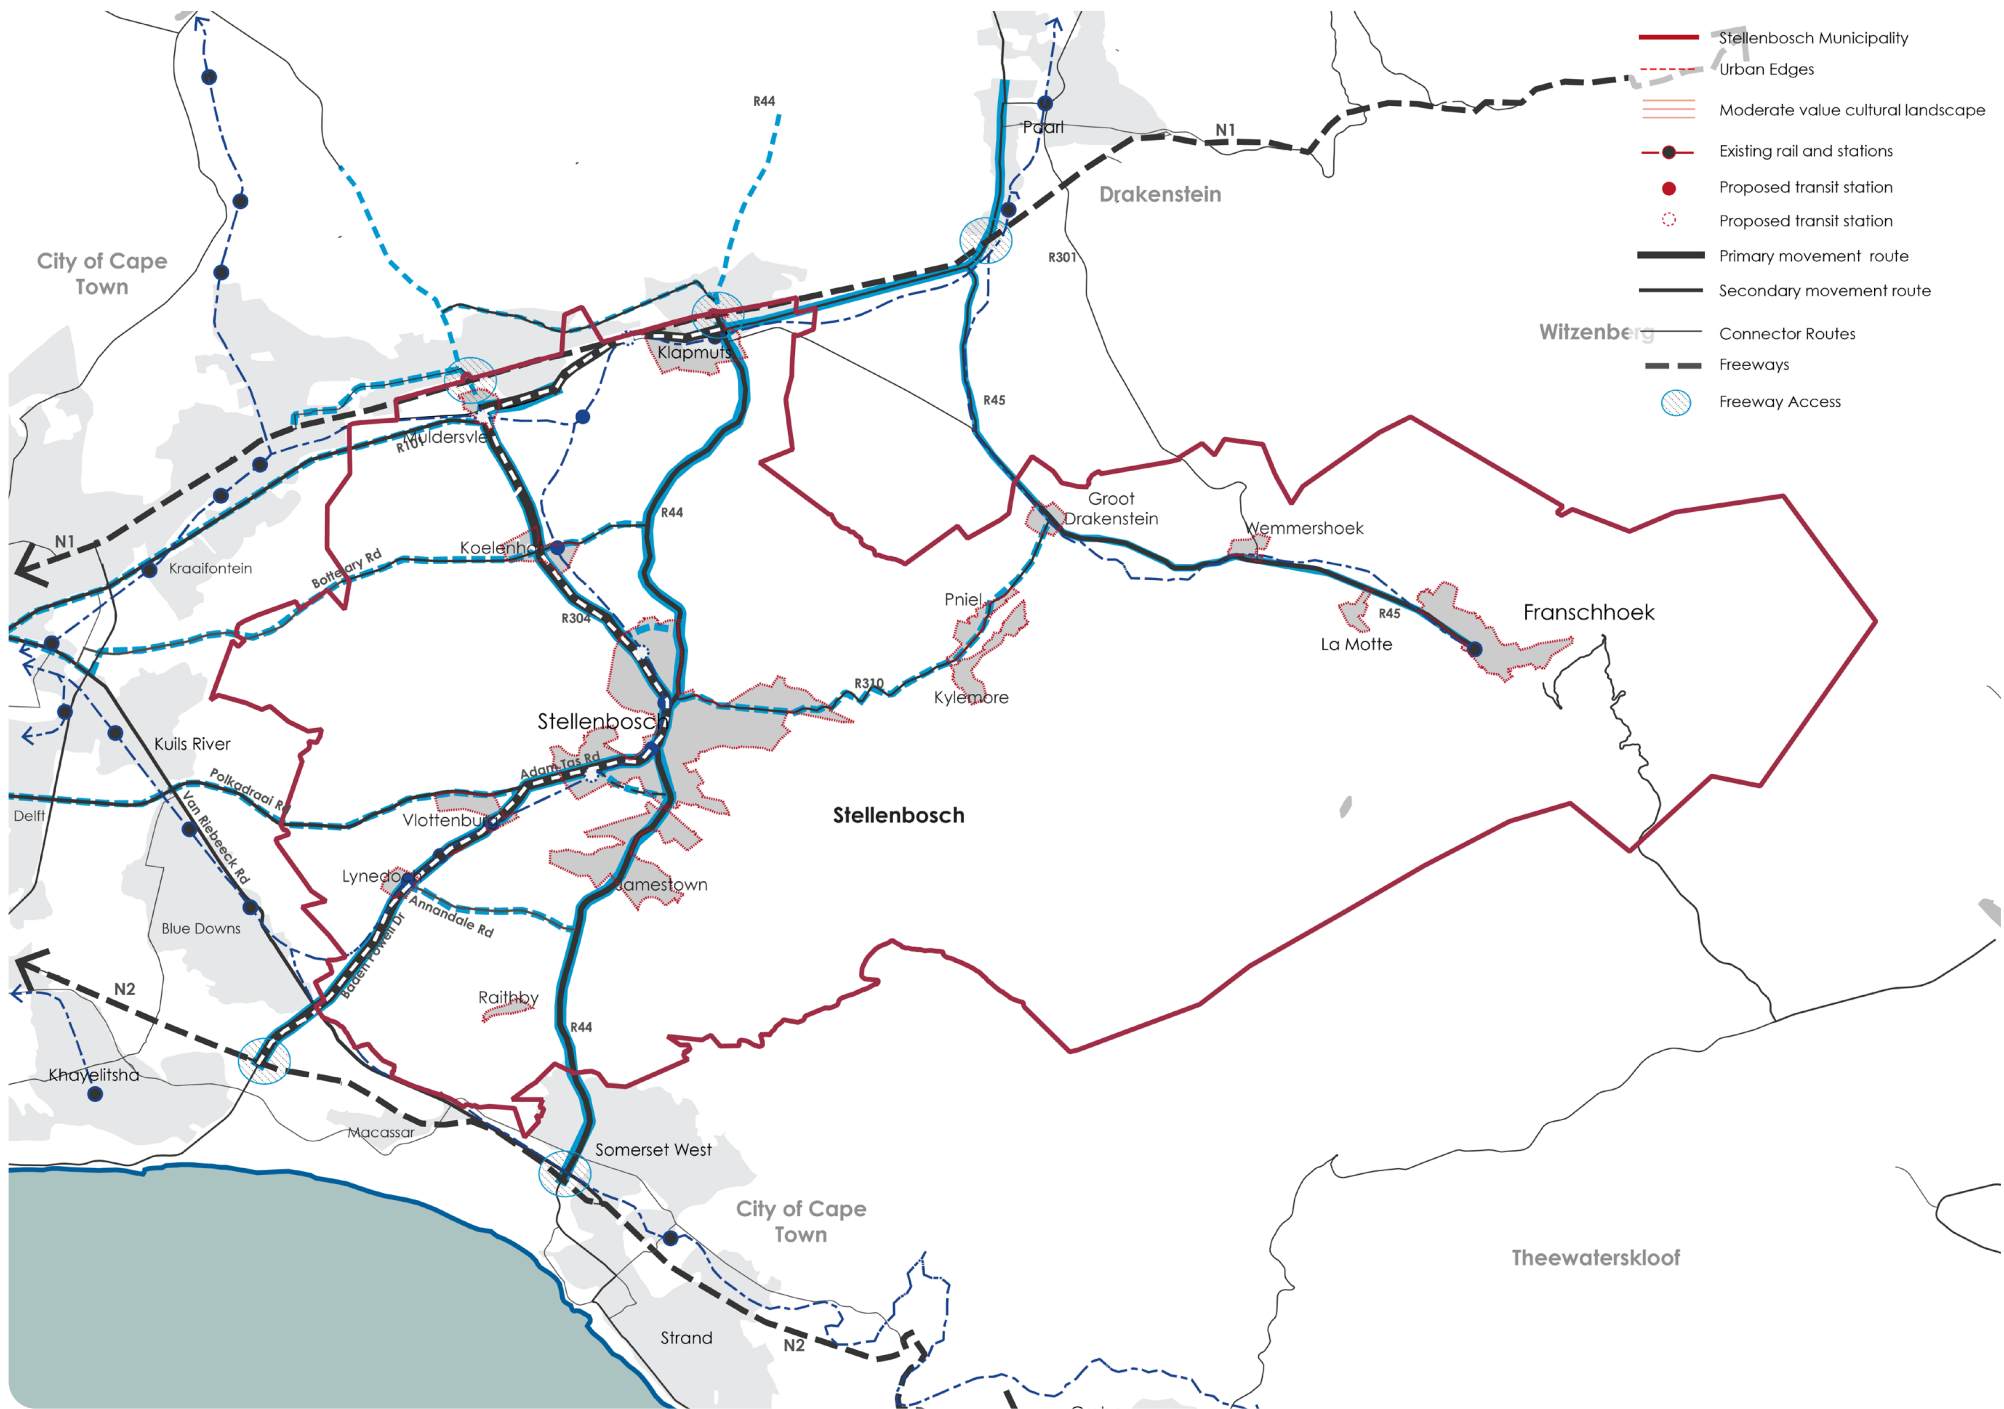 Stellenbosch Municipality
Urban Edges
Moderate value cultural landscape
Existing rail and stations
Proposed transit station
Proposed transit station
Primary movement route
Secondary movement route
Connector Routes
Freeways
Freeway Access
R44
Paarl
N1
Drakenstein
R301
City of Cape
Town
Witzenberg
Klapmuts
R45
Muldersvlei
R101
Groot
Drakenstein
R44
Wemmershoek
N1
Koelenhof
Kraaifontein
Bottelary Rd
Pniel
R304
R45
Franschhoek
La Motte
R310
Kylemore
Stellenbosch
Kuils River
Adam Tas Rd
Polkadraai Rd
Van Riebeeck Rd
Delft
Vlottenburg
Stellenbosch
Lynedoch
Jamestown
Annandale Rd
Blue Downs
Baden Powell Dr
N2
Raithby
R44
Khayelitsha
Macassar
Somerset West
City of Cape
Town
Theewaterskloof
Strand
N2